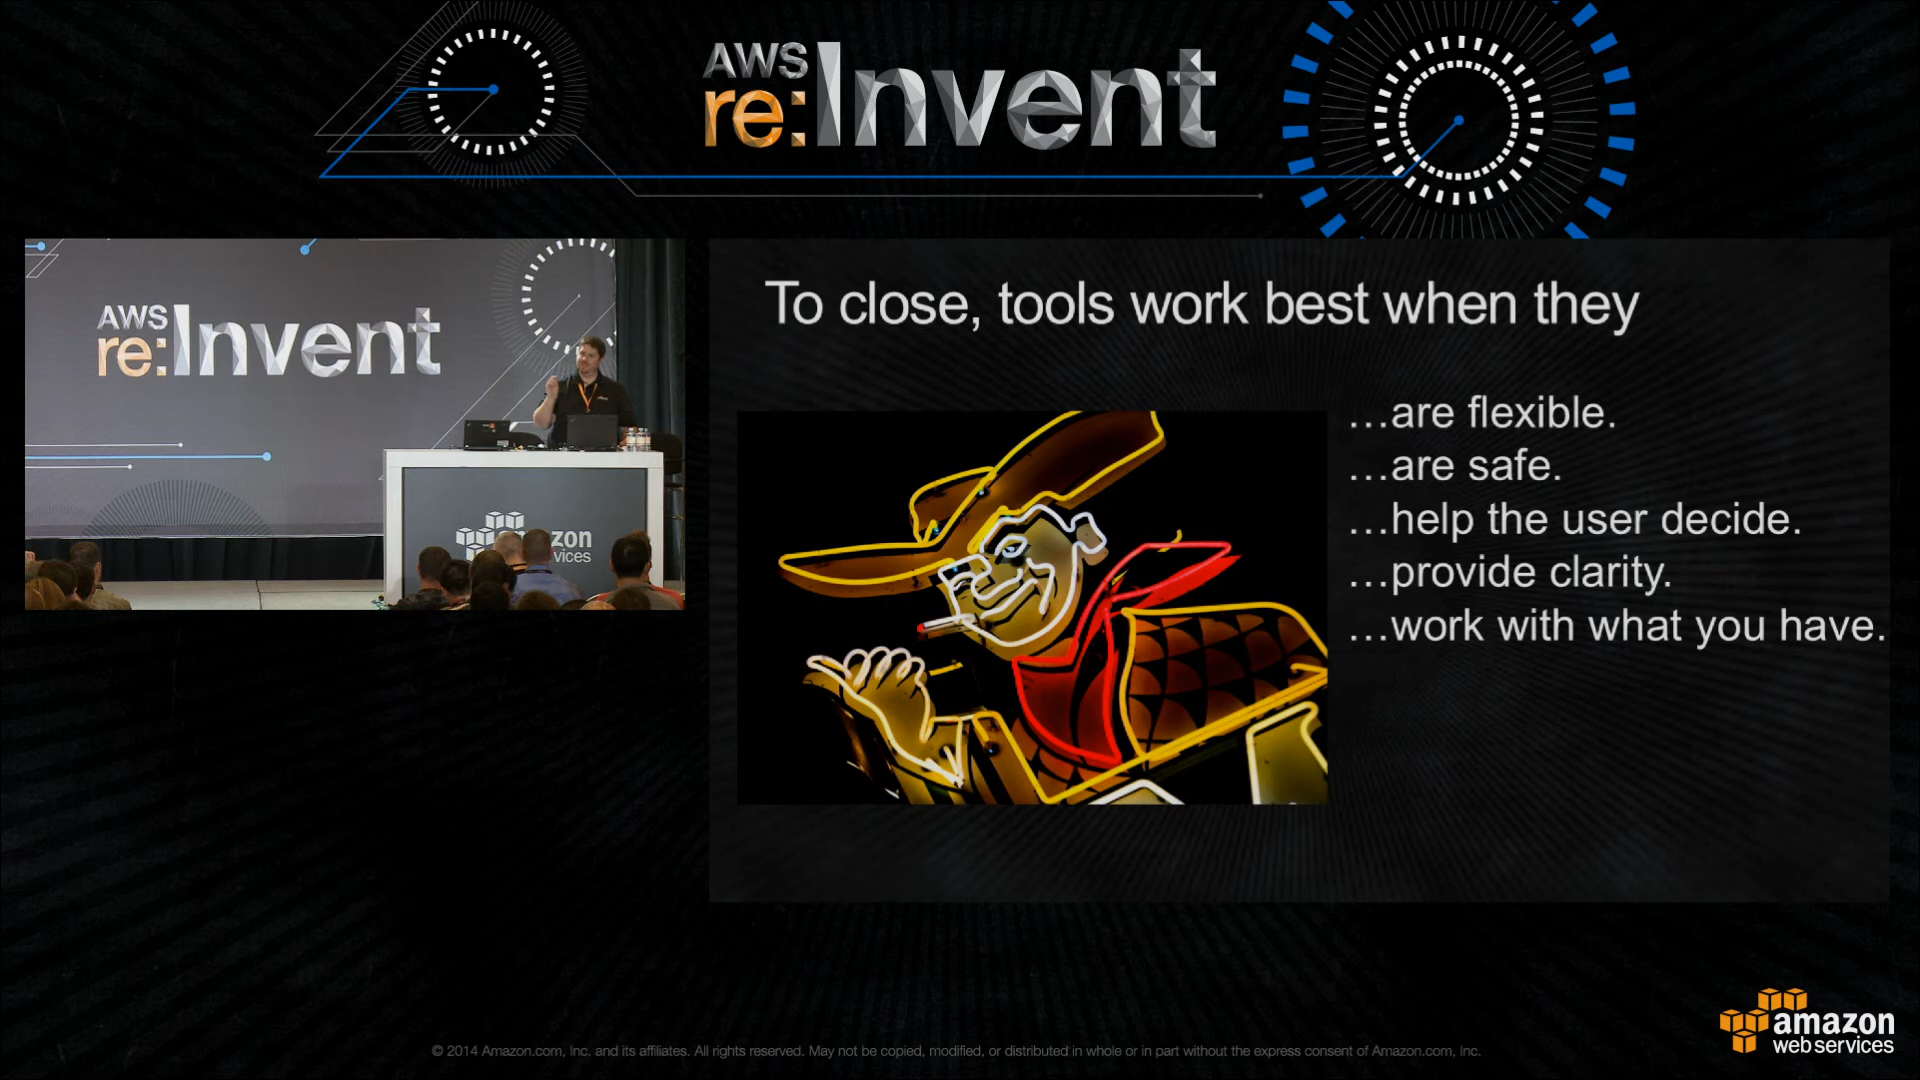 AWS
re:Invent
AWS
re:Invent
zon
vices
To close, tools work best when they
...are flexible.
...are safe.
...help the user decide.
...provide clarity.
...work with what you have.
© 2014 Amazon.com, Inc. and its affiliates. All rights reserved. May not be copied, modified, or distributed in whole or in part without the express consent of Amazon.com, Inc.
amazon
web services